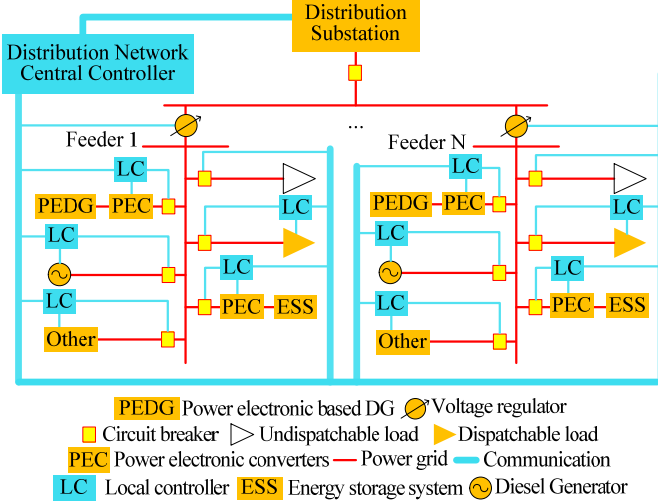 Distribution
Substation
Distribution Network
Central Controller
...
Feeder 1
Feeder N
LC
LC
PEDG
PEC
PEDG
PEC
LC
LC
LC
LC
LC
LC
LC
LC
PEC
ESS
PEC
ESS
Other
Other
PEDG Power electronic based DG Voltage regulator
Circuit breaker Undispatchable load Dispatchable load
PEC Power electronic converters Power grid Communication
LC Local controller ESS Energy storage system Diesel Generator